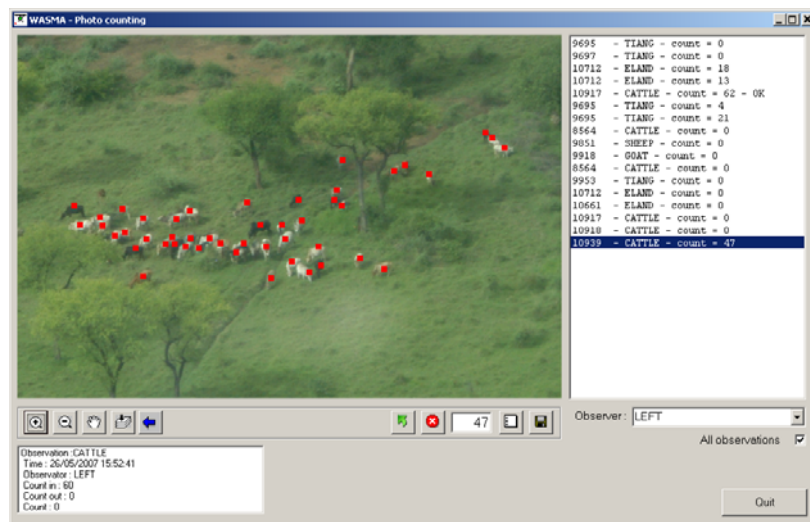 WASMA - Photo counting
9695 - TIANG - count = 0
9697 - TIANG - count = 0
10712 - ELAND - count = 18
10712 - ELAND - count = 13
10917 - CATTLE - count = 62 - OK
9695 - TIANG - count = 4
9695 - TIANG - count = 21
8564 - CATTLE - count = 0
9851 - SHEEP - count = 0
9918 - GOAT - count = 0
8564 - CATTLE - count = 0
9953 - TIANG - count = 0
10712 - ELAND - count = 0
10661 - ELAND - count = 0
10917 - CATTLE - count = 0
10918 - CATTLE - count = 0
10939 - CATTLE - count = 47
47
Observer : LEFT
All observations
Observation :CATTLE
Time : 26/05/2007 15:52:41
Observator : LEFT
Count in : 60
Count out : 0
Count : 0
Quit